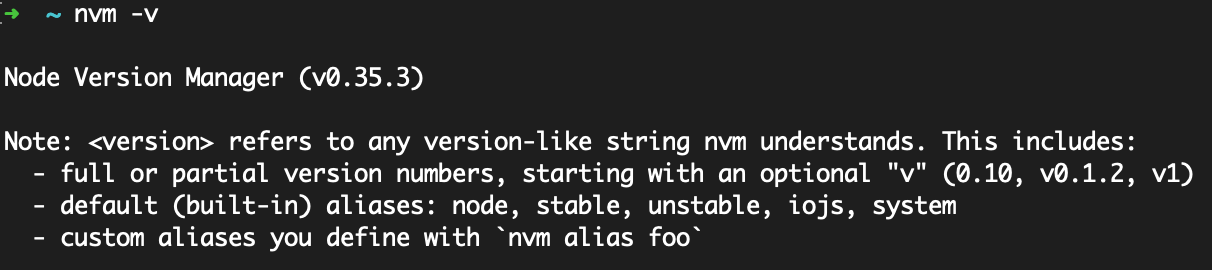 ➜ ~ nvm -v
Node Version Manager (v0.35.3)
Note: <version> refers to any version-like string nvm understands. This includes:
- full or partial version numbers, starting with an optional "v" (0.10, v0.1.2, v1)
- default (built-in) aliases: node, stable, unstable, iojs, system
- custom aliases you define with `nvm alias foo`